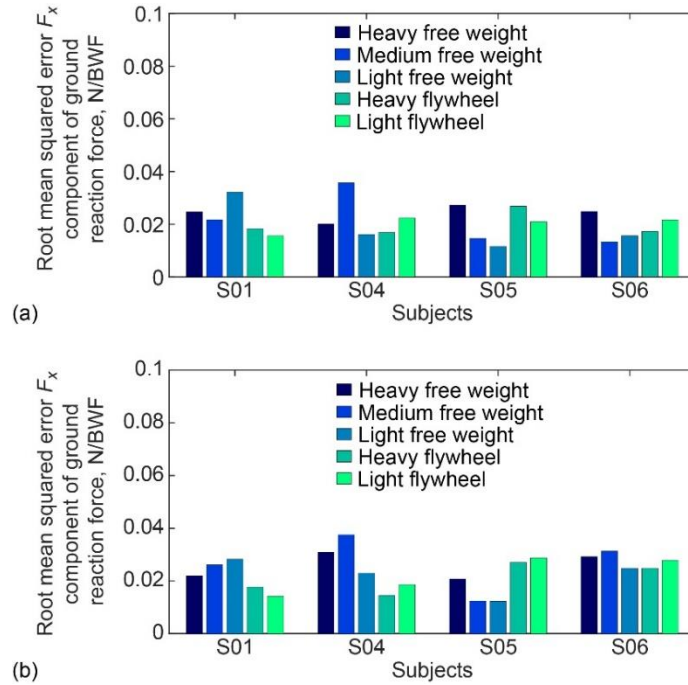 Root mean squared error Fx
component of ground
reaction force, N/BWF
0.1
0.08
0.06
0.04
0.02
0
Heavy free weight
Medium free weight
Light free weight
Heavy flywheel
Light flywheel
S01 S04 S05 S06
(a) Subjects
Root mean squared error Fx
component of ground
reaction force, N/BWF
0.1
0.08
0.06
0.04
0.02
0
Heavy free weight
Medium free weight
Light free weight
Heavy flywheel
Light flywheel
S01 S04 S05 S06
(b) Subjects